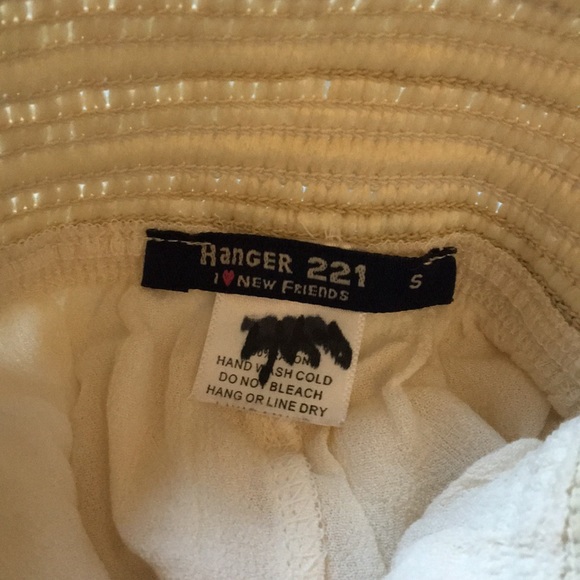 HANGER 221
I ♥ NEW FRIENDS
S
HAND WASH COLD
DO NOT BLEACH
HANG OR LINE DRY